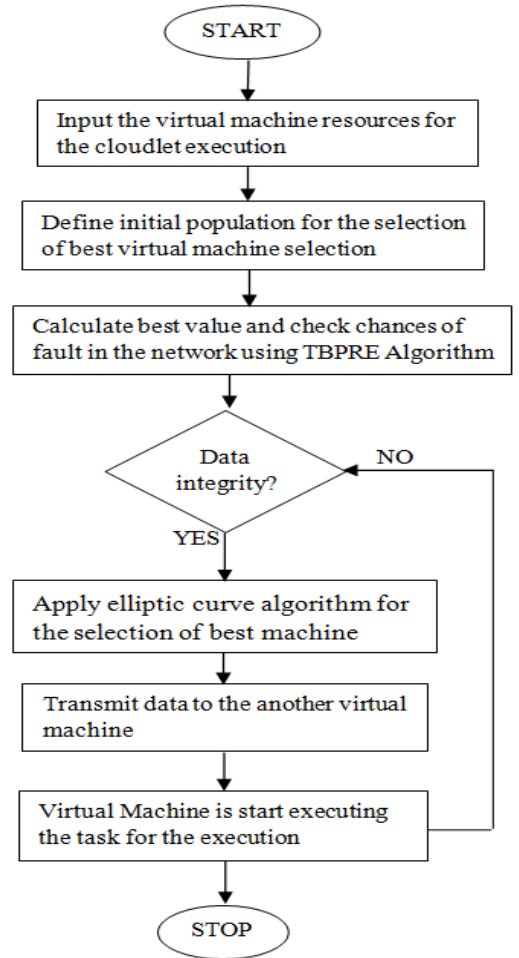 START
Input the virtual machine resources for
the cloudlet execution
Define initial population for the selection
of best virtual machine selection
Calculate best value and check chances of
fault in the network using TBPRE Algorithm
Data
integrity?
NO
YES
Apply elliptic curve algorithm for
the selection of best machine
Transmit data to the another virtual
machine
Virtual Machine is start executing
the task for the execution
STOP